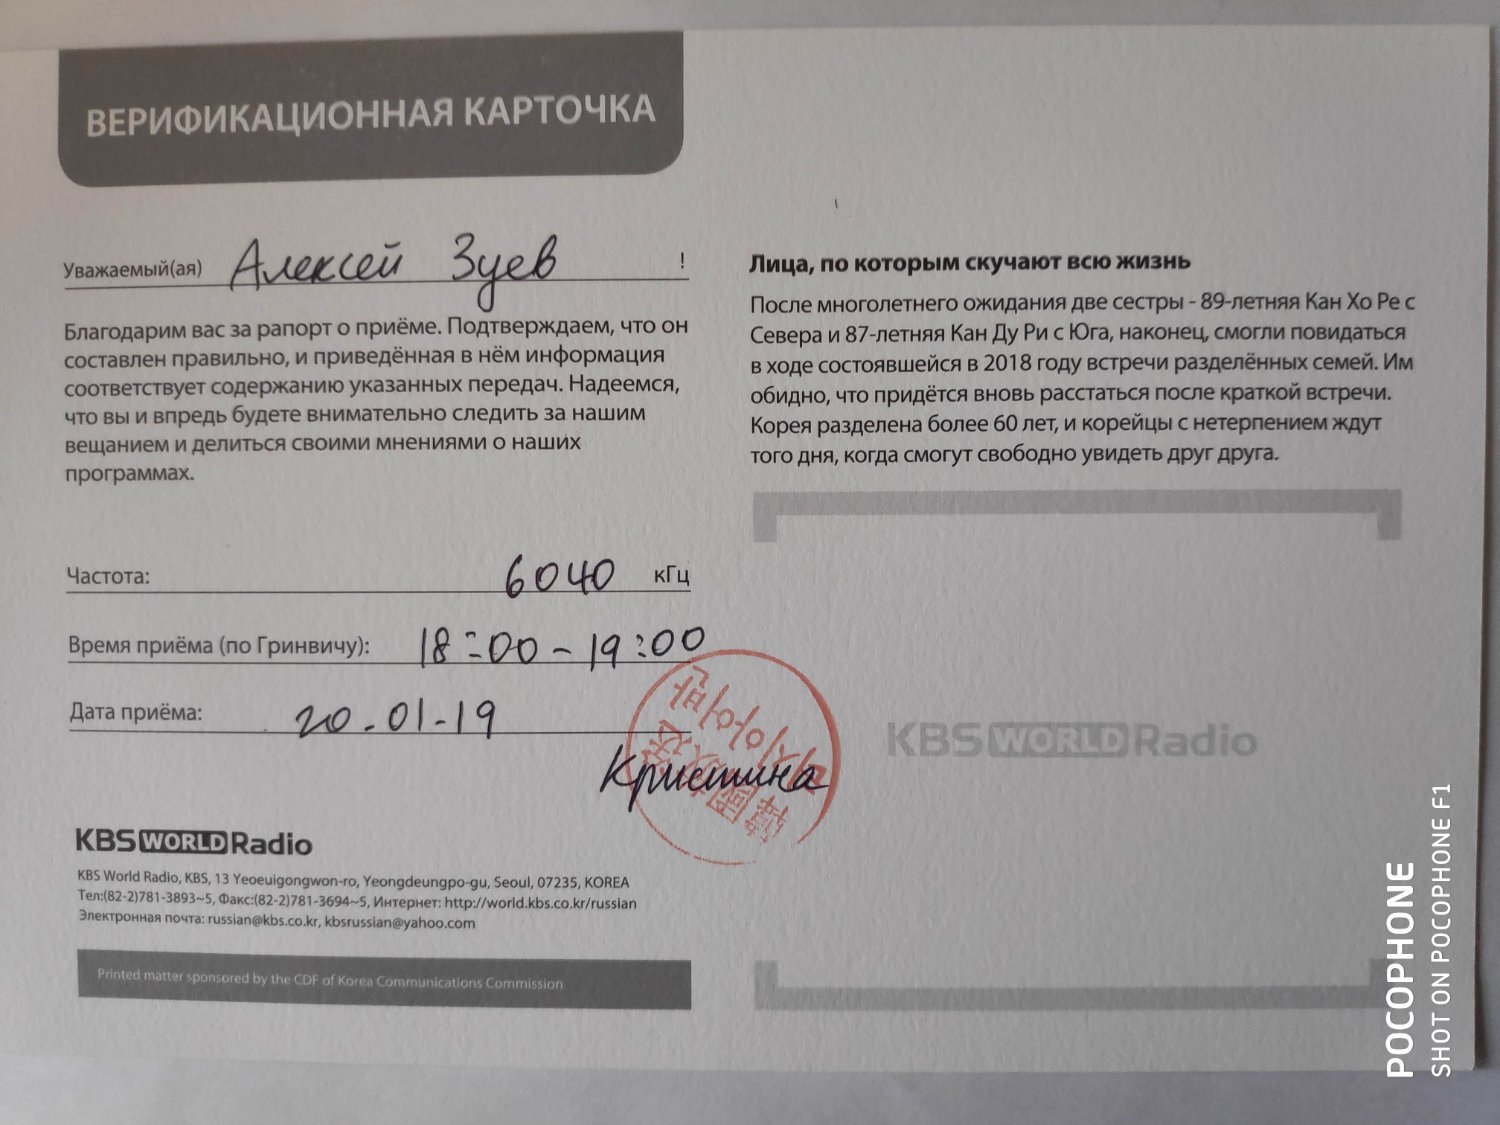 ВЕРИФИКАЦИОННАЯ КАРТОЧКА
Уважаемый(ая) Алексей Зуев !
Благодарим вас за рапорт о приёме. Подтверждаем, что он
составлен правильно, и приведённая в нём информация
соответствует содержанию указанных передач. Надеемся,
что вы и впредь будете внимательно следить за нашим
вещанием и делиться своими мнениями о наших
программах.
Частота: 6040 кГц
Время приёма (по Гринвичу): 18:00 - 19:00
Дата приёма: 20-01-19
Кристина
KBS WORLD Radio
KBS World Radio, KBS, 13 Yeoeuigongwon-ro, Yeongdeungpo-gu, Seoul, 07235, KOREA
Тел:(82-2)781-3893~5, Факс:(82-2)781-3694~5, Интернет: http://world.kbs.co.kr/russian
Электронная почта: russian@kbs.co.kr, kbsrussian@yahoo.com
Printed matter sponsored by the CDF of Korea Communications Commission
Лица, по которым скучают всю жизнь
После многолетнего ожидания две сестры - 89-летняя Кан Хо Ре с
Севера и 87-летняя Кан Ду Ри с Юга, наконец, смогли повидаться
в ходе состоявшейся в 2018 году встречи разделённых семей. Им
обидно, что придётся вновь расстаться после краткой встречи.
Корея разделена более 60 лет, и корейцы с нетерпением ждут
того дня, когда смогут свободно увидеть друг друга.
KBS WORLD Radio
POCOPHONE
SHOT ON POCOPHONE F1